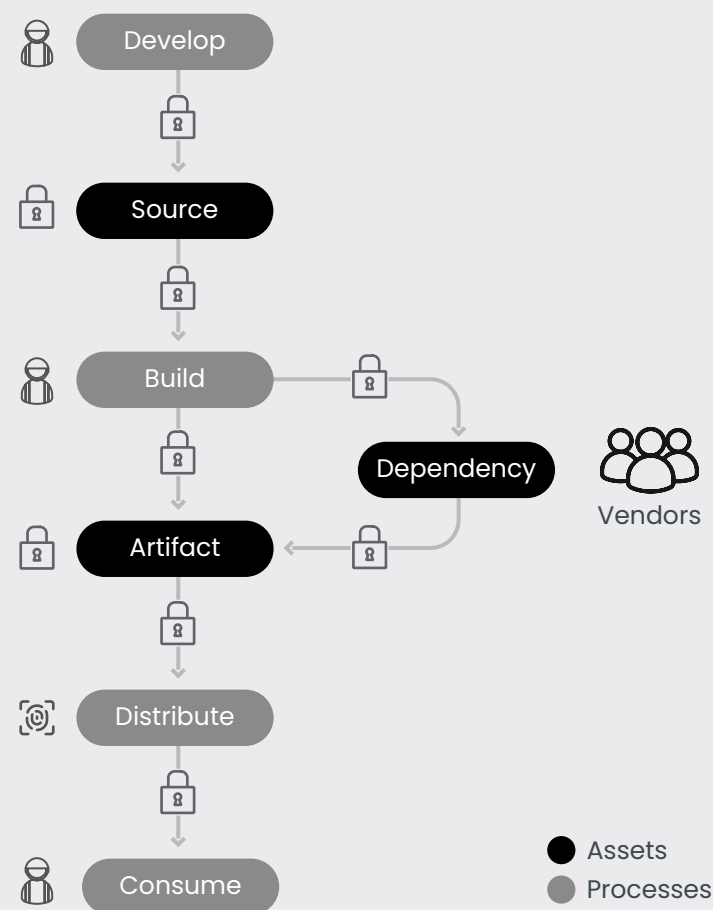 Develop
Source
Build
Dependency
Vendors
Artifact
Distribute
Consume
Assets
Processes